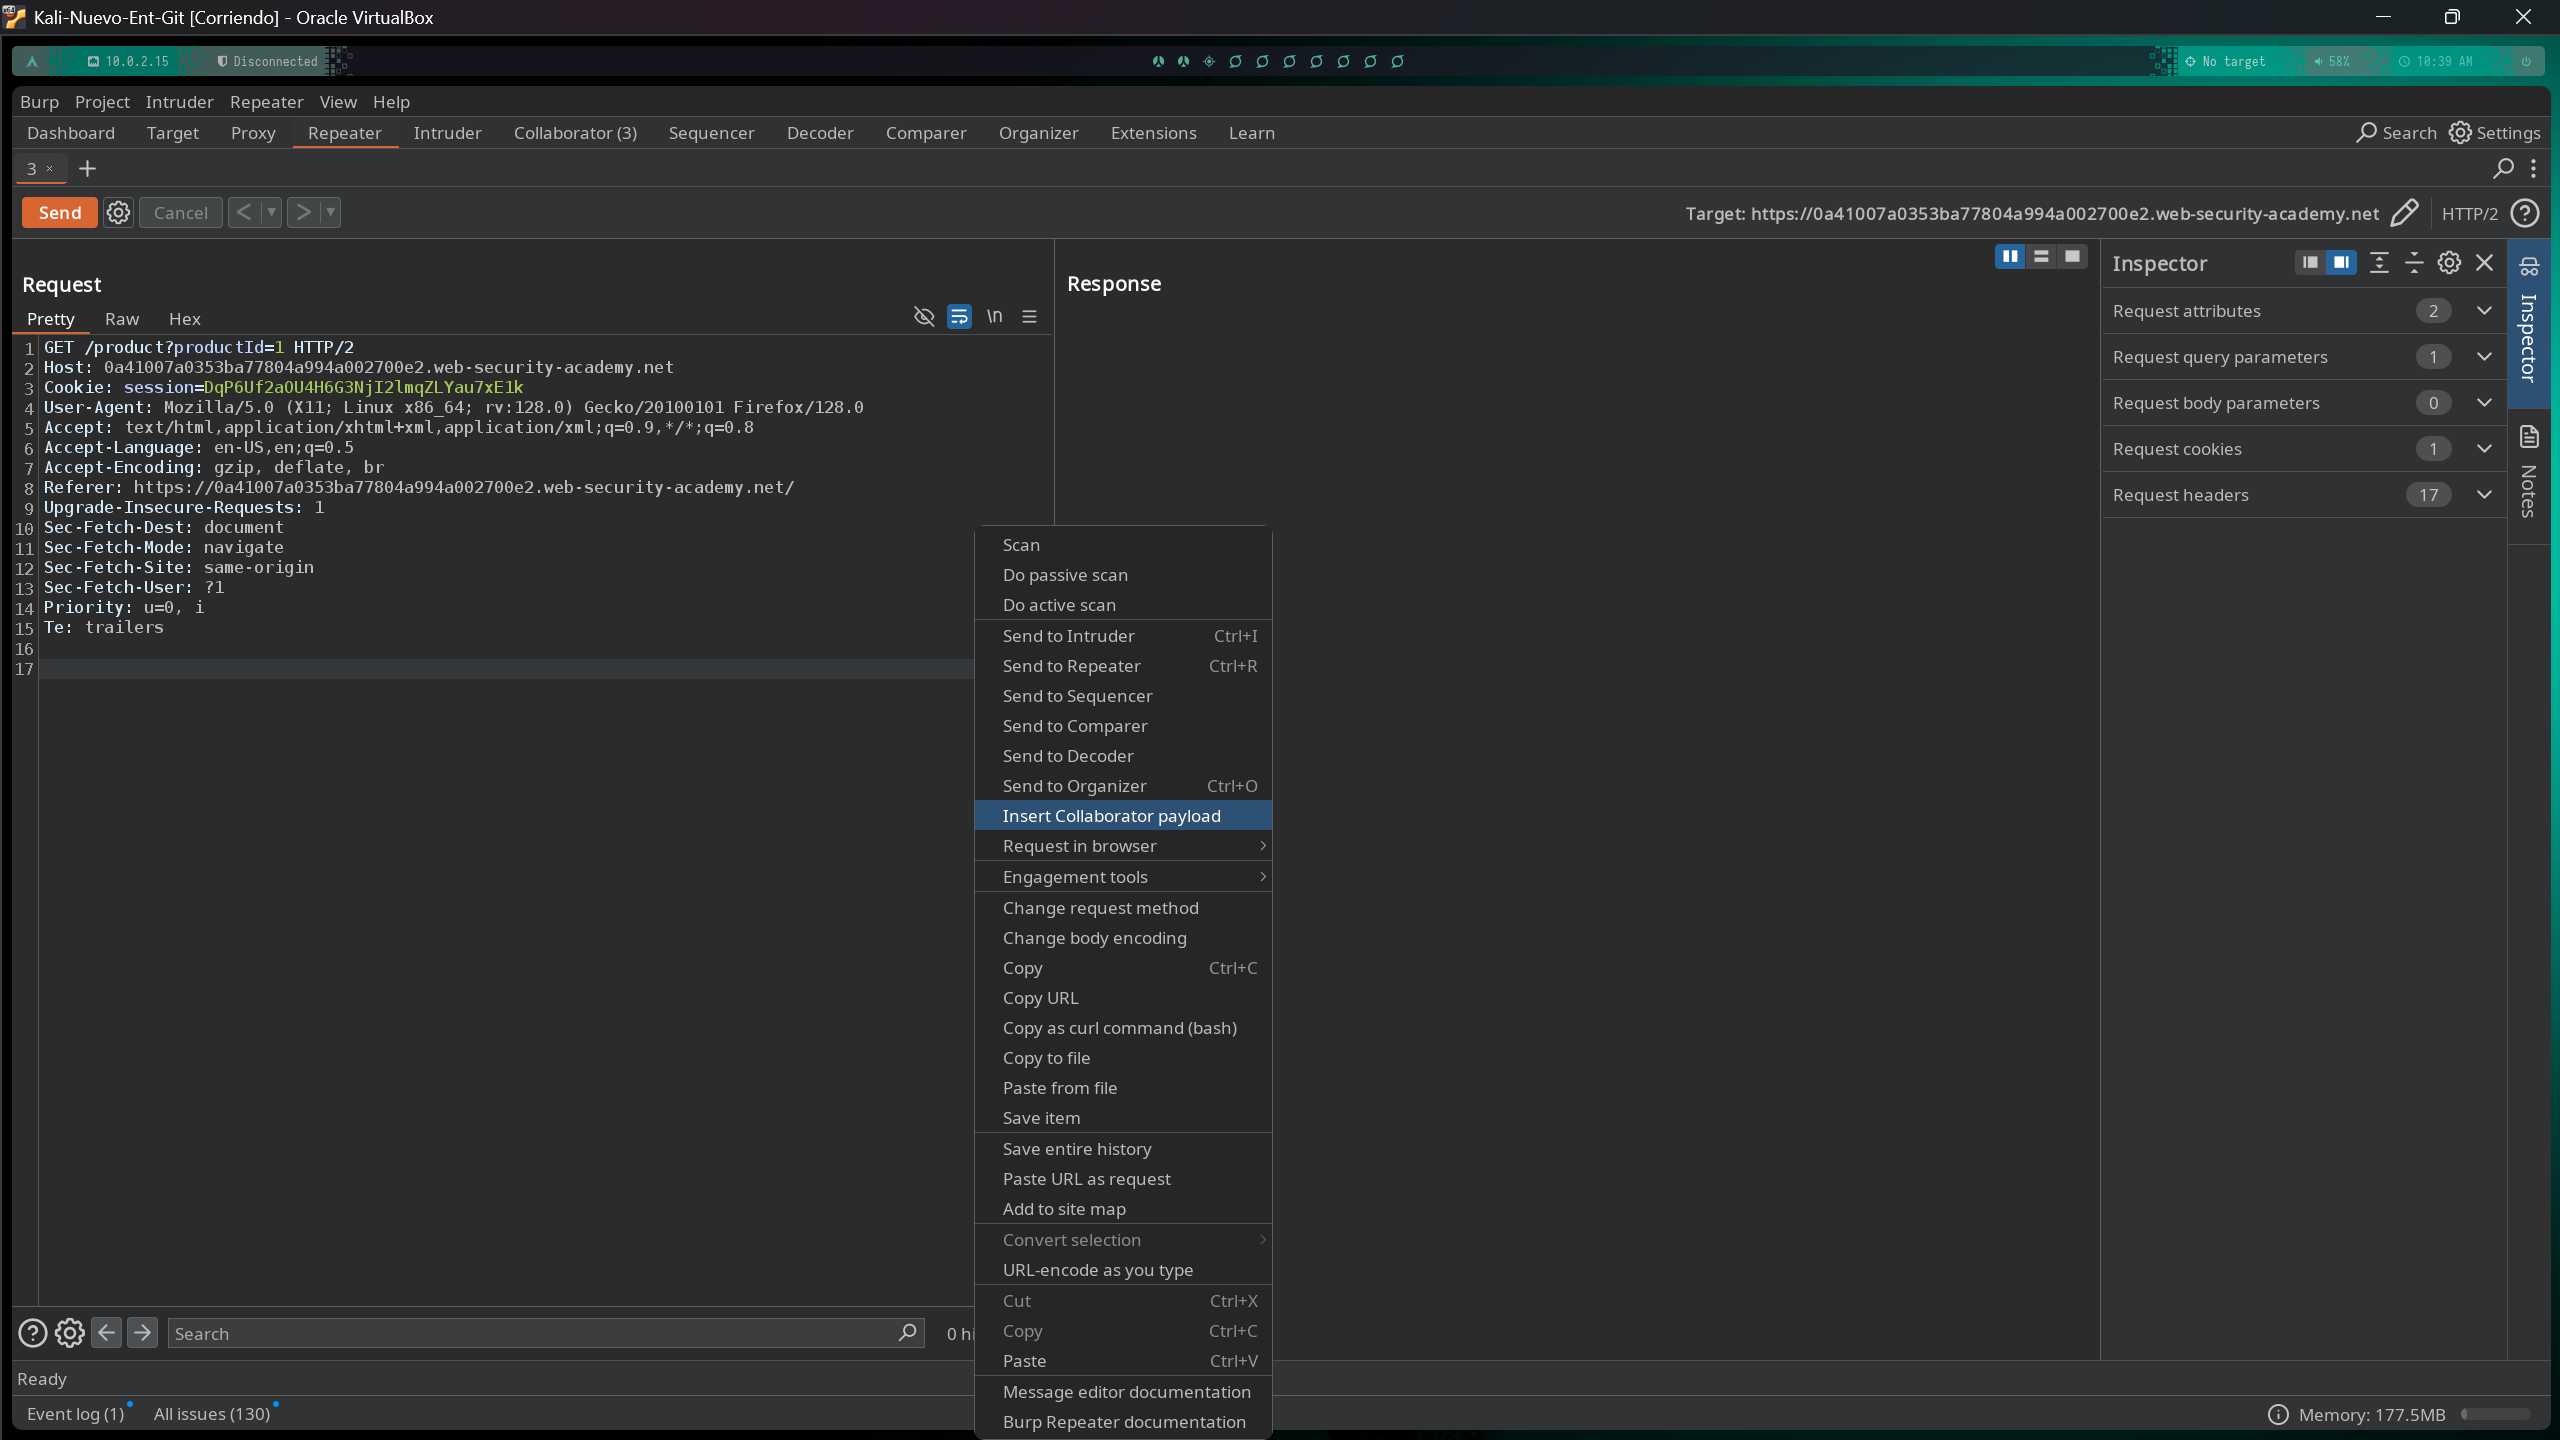 Kali-Nuevo-Ent-Git [Corriendo] - Oracle VirtualBox
10.0.2.15 Disconnected No target 58% 10:39 AM
Burp Project Intruder Repeater View Help
Dashboard Target Proxy Repeater Intruder Collaborator (3) Sequencer Decoder Comparer Organizer Extensions Learn Search Settings
3 × +
Send Cancel < > Target: https://0a41007a0353ba77804a994a002700e2.web-security-academy.net HTTP/2 ?
Request
Pretty Raw Hex \n
1 GET /product?productId=1 HTTP/2
2 Host: 0a41007a0353ba77804a994a002700e2.web-security-academy.net
3 Cookie: session=DqP6Uf2aOU4H6G3NjI2lmqZLYau7xE1k
4 User-Agent: Mozilla/5.0 (X11; Linux x86_64; rv:128.0) Gecko/20100101 Firefox/128.0
5 Accept: text/html,application/xhtml+xml,application/xml;q=0.9,*/*;q=0.8
6 Accept-Language: en-US,en;q=0.5
7 Accept-Encoding: gzip, deflate, br
8 Referer: https://0a41007a0353ba77804a994a002700e2.web-security-academy.net/
9 Upgrade-Insecure-Requests: 1
10 Sec-Fetch-Dest: document
11 Sec-Fetch-Mode: navigate
12 Sec-Fetch-Site: same-origin
13 Sec-Fetch-User: ?1
14 Priority: u=0, i
15 Te: trailers
16
17
Response
Inspector
Request attributes 2
Request query parameters 1
Request body parameters 0
Request cookies 1
Request headers 17
Inspector
Notes
Scan
Do passive scan
Do active scan
Send to Intruder Ctrl+I
Send to Repeater Ctrl+R
Send to Sequencer
Send to Comparer
Send to Decoder
Send to Organizer Ctrl+O
Insert Collaborator payload
Request in browser >
Engagement tools >
Change request method
Change body encoding
Copy Ctrl+C
Copy URL
Copy as curl command (bash)
Copy to file
Paste from file
Save item
Save entire history
Paste URL as request
Add to site map
Convert selection >
URL-encode as you type
Cut Ctrl+X
Copy Ctrl+C
Paste Ctrl+V
Message editor documentation
Burp Repeater documentation
? Search 0 hi
Ready
Event log (1) All issues (130) Memory: 177.5MB